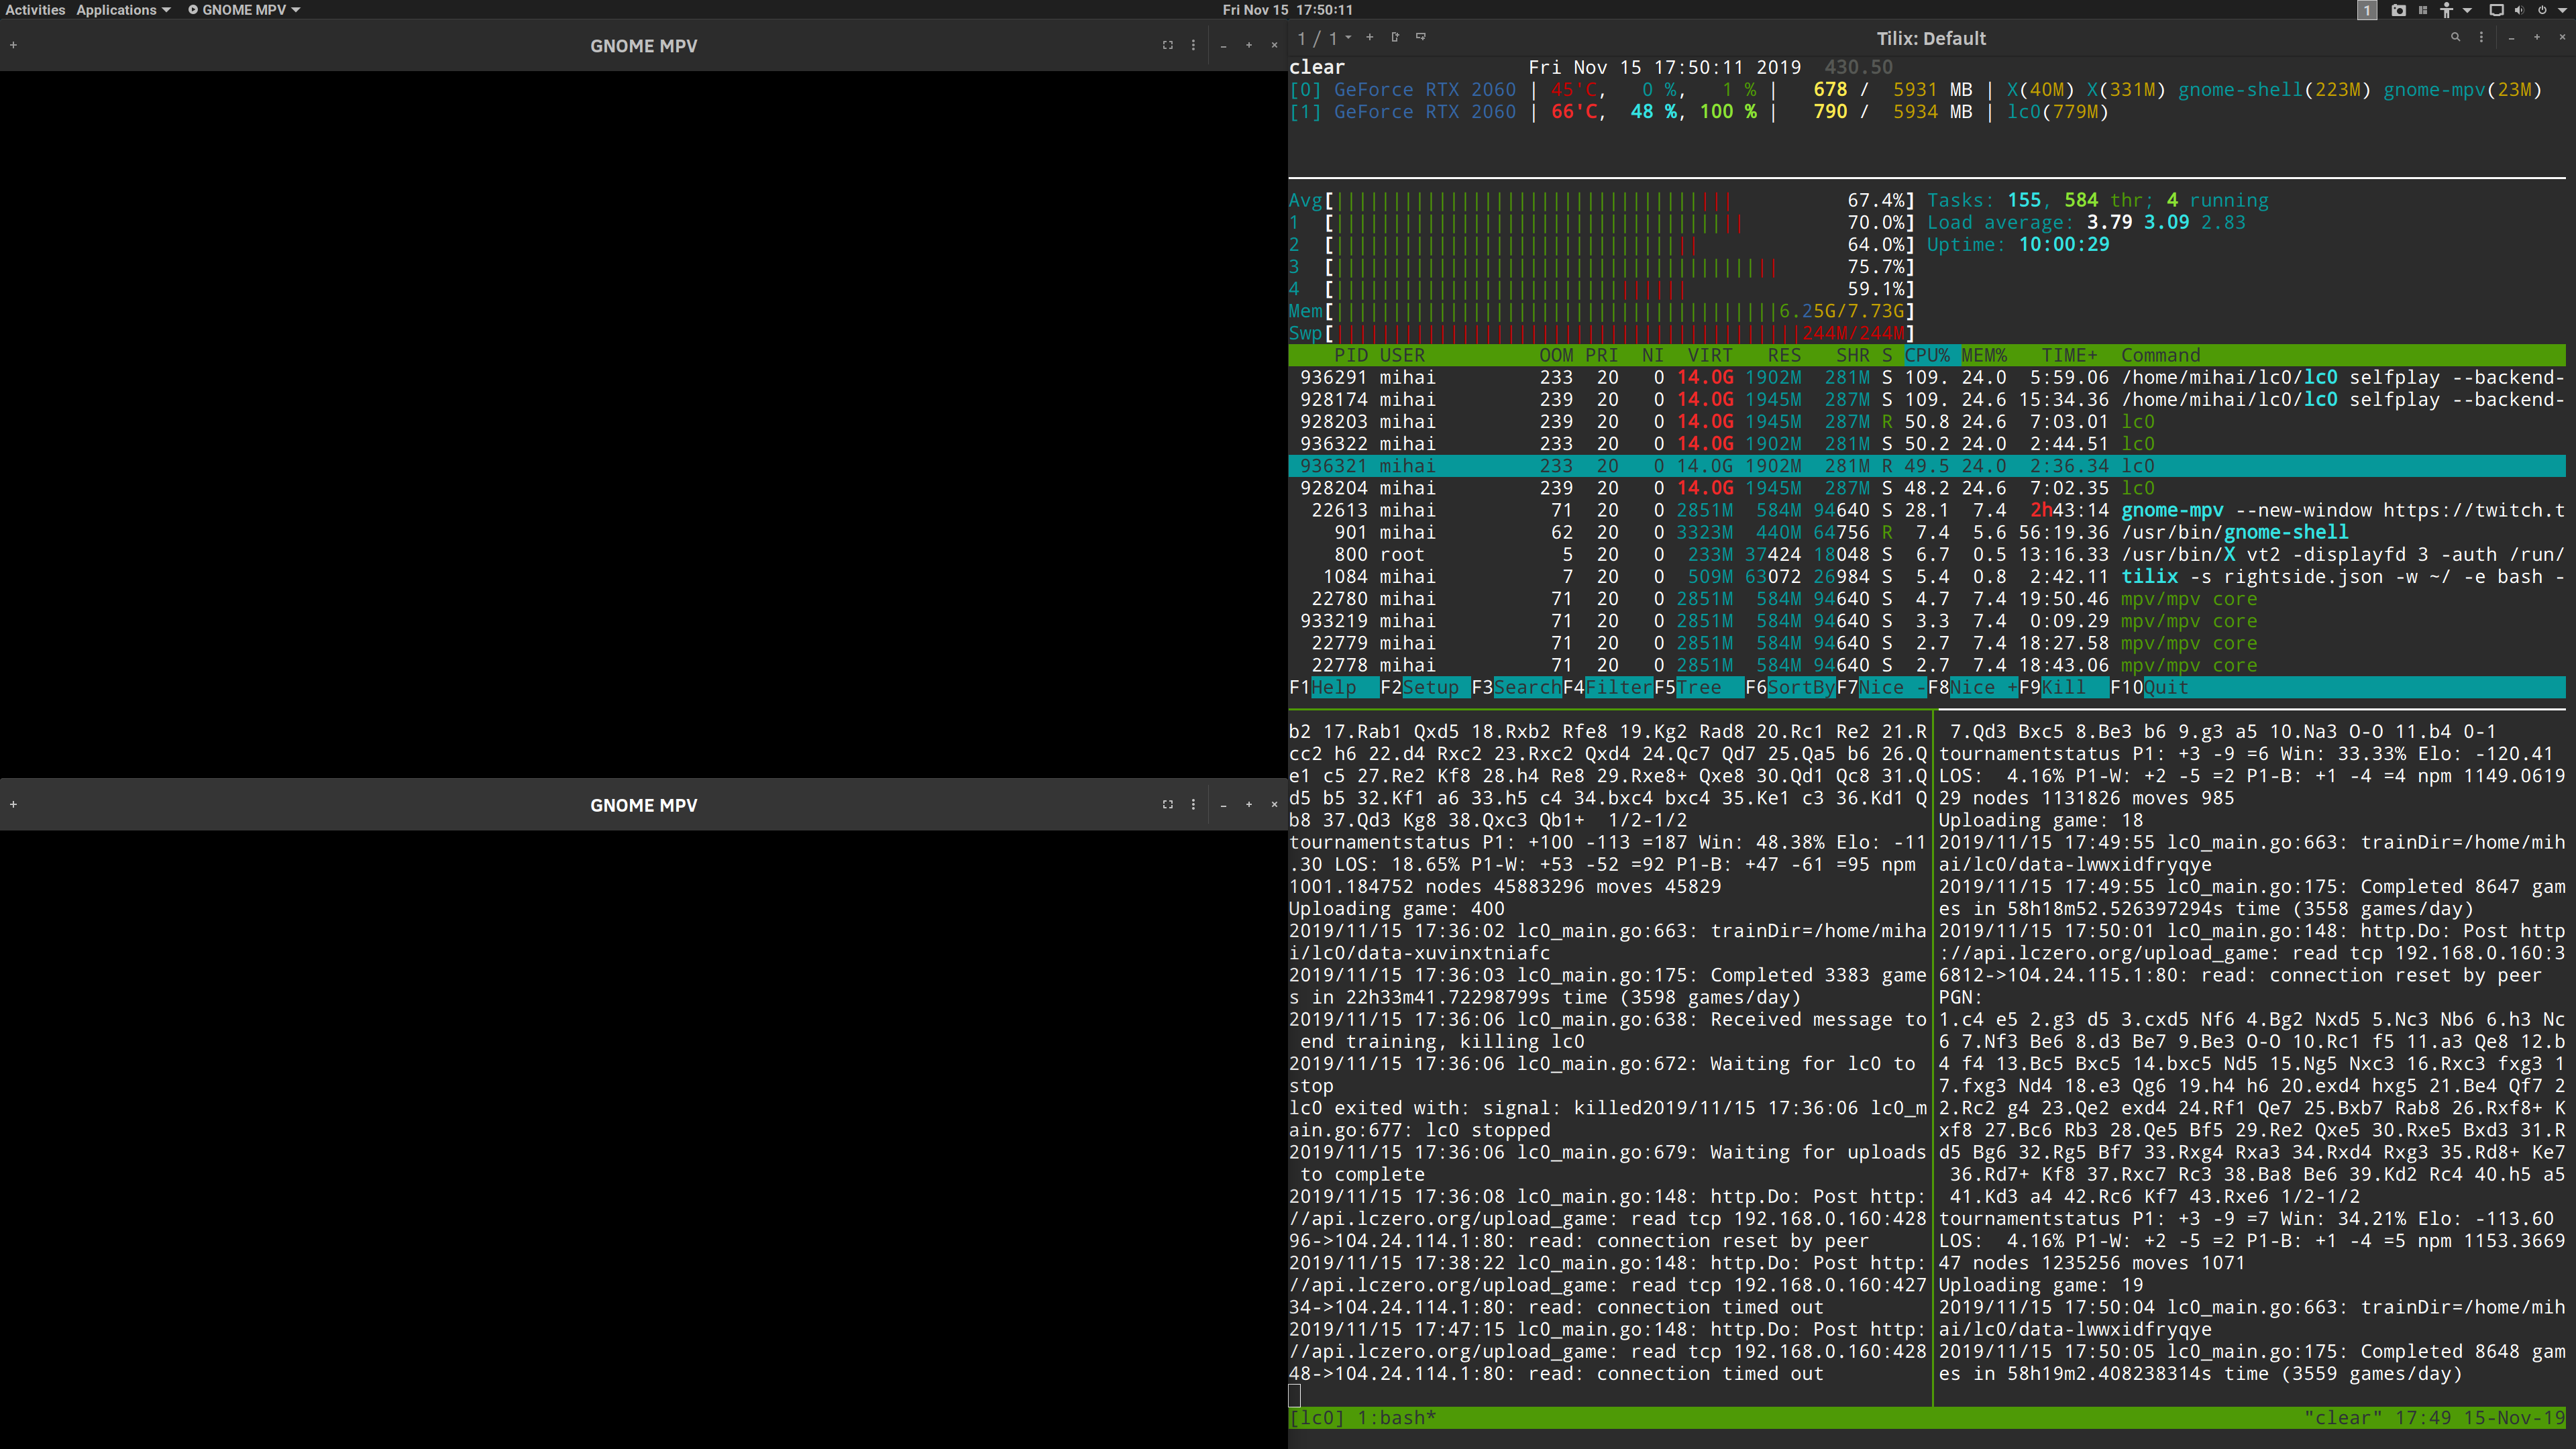 Activities Applications GNOME MPV Fri Nov 15 17:50:11 1
GNOME MPV
GNOME MPV
1 / 1 Tilix: Default
clear Fri Nov 15 17:50:11 2019 430.50
[0] GeForce RTX 2060 | 45'C, 0 %, 1 % | 678 / 5931 MB | X(40M) X(331M) gnome-shell(223M) gnome-mpv(23M)
[1] GeForce RTX 2060 | 66'C, 48 %, 100 % | 790 / 5934 MB | lc0(779M)
Avg[ 67.4%] Tasks: 155, 584 thr; 4 running
1 [ 70.0%] Load average: 3.79 3.09 2.83
2 [ 64.0%] Uptime: 10:00:29
3 [ 75.7%]
4 [ 59.1%]
Mem[ 6.25G/7.73G]
Swp[ 244M/244M]
PID USER OOM PRI NI VIRT RES SHR S CPU% MEM% TIME+ Command
936291 mihai 233 20 0 14.0G 1902M 281M S 109. 24.0 5:59.06 /home/mihai/lc0/lc0 selfplay --backend-
928174 mihai 239 20 0 14.0G 1945M 287M S 109. 24.6 15:34.36 /home/mihai/lc0/lc0 selfplay --backend-
928203 mihai 239 20 0 14.0G 1945M 287M R 50.8 24.6 7:03.01 lc0
936322 mihai 233 20 0 14.0G 1902M 281M S 50.2 24.0 2:44.51 lc0
936321 mihai 233 20 0 14.0G 1902M 281M R 49.5 24.0 2:36.34 lc0
928204 mihai 239 20 0 14.0G 1945M 287M S 48.2 24.6 7:02.35 lc0
22613 mihai 71 20 0 2851M 584M 94640 S 28.1 7.4 2h43:14 gnome-mpv --new-window https://twitch.t
901 mihai 62 20 0 3323M 440M 64756 R 7.4 5.6 56:19.36 /usr/bin/gnome-shell
800 root 5 20 0 233M 37424 18048 S 6.7 0.5 13:16.33 /usr/bin/X vt2 -displayfd 3 -auth /run/
1084 mihai 7 20 0 509M 63072 26984 S 5.4 0.8 2:42.11 tilix -s rightside.json -w ~/ -e bash -
22780 mihai 71 20 0 2851M 584M 94640 S 4.7 7.4 19:50.46 mpv/mpv core
933219 mihai 71 20 0 2851M 584M 94640 S 3.3 7.4 0:09.29 mpv/mpv core
22779 mihai 71 20 0 2851M 584M 94640 S 2.7 7.4 18:27.58 mpv/mpv core
22778 mihai 71 20 0 2851M 584M 94640 S 2.7 7.4 18:43.06 mpv/mpv core
F1Help F2Setup F3SearchF4FilterF5Tree F6SortByF7Nice -F8Nice +F9Kill F10Quit
b2 17.Rab1 Qxd5 18.Rxb2 Rfe8 19.Kg2 Rad8 20.Rc1 Re2 21.R
cc2 h6 22.d4 Rxc2 23.Rxc2 Qxd4 24.Qc7 Qd7 25.Qa5 b6 26.Q
e1 c5 27.Re2 Kf8 28.h4 Re8 29.Rxe8+ Qxe8 30.Qd1 Qc8 31.Q
d5 b5 32.Kf1 a6 33.h5 c4 34.bxc4 bxc4 35.Ke1 c3 36.Kd1 Q
b8 37.Qd3 Kg8 38.Qxc3 Qb1+ 1/2-1/2
tournamentstatus P1: +100 -113 =187 Win: 48.38% Elo: -11
.30 LOS: 18.65% P1-W: +53 -52 =92 P1-B: +47 -61 =95 npm
1001.184752 nodes 45883296 moves 45829
Uploading game: 400
2019/11/15 17:36:02 lc0_main.go:663: trainDir=/home/miha
i/lc0/data-xuvinxtniafc
2019/11/15 17:36:03 lc0_main.go:175: Completed 3383 game
s in 22h33m41.72298799s time (3598 games/day)
2019/11/15 17:36:06 lc0_main.go:638: Received message to
end training, killing lc0
2019/11/15 17:36:06 lc0_main.go:672: Waiting for lc0 to
stop
lc0 exited with: signal: killed2019/11/15 17:36:06 lc0_m
ain.go:677: lc0 stopped
2019/11/15 17:36:06 lc0_main.go:679: Waiting for uploads
to complete
2019/11/15 17:36:08 lc0_main.go:148: http.Do: Post http:
//api.lczero.org/upload_game: read tcp 192.168.0.160:428
96->104.24.114.1:80: read: connection reset by peer
2019/11/15 17:38:22 lc0_main.go:148: http.Do: Post http:
//api.lczero.org/upload_game: read tcp 192.168.0.160:427
34->104.24.114.1:80: read: connection timed out
2019/11/15 17:47:15 lc0_main.go:148: http.Do: Post http:
//api.lczero.org/upload_game: read tcp 192.168.0.160:428
48->104.24.114.1:80: read: connection timed out
7.Qd3 Bxc5 8.Be3 b6 9.g3 a5 10.Na3 O-O 11.b4 0-1
tournamentstatus P1: +3 -9 =6 Win: 33.33% Elo: -120.41
LOS: 4.16% P1-W: +2 -5 =2 P1-B: +1 -4 =4 npm 1149.0619
29 nodes 1131826 moves 985
Uploading game: 18
2019/11/15 17:49:55 lc0_main.go:663: trainDir=/home/mih
ai/lc0/data-lwwxidfryqye
2019/11/15 17:49:55 lc0_main.go:175: Completed 8647 gam
es in 58h18m52.526397294s time (3558 games/day)
2019/11/15 17:50:01 lc0_main.go:148: http.Do: Post http
://api.lczero.org/upload_game: read tcp 192.168.0.160:3
6812->104.24.115.1:80: read: connection reset by peer
PGN:
1.c4 e5 2.g3 d5 3.cxd5 Nf6 4.Bg2 Nxd5 5.Nc3 Nb6 6.h3 Nc
6 7.Nf3 Be6 8.d3 Be7 9.Be3 O-O 10.Rc1 f5 11.a3 Qe8 12.b
4 f4 13.Bc5 Bxc5 14.bxc5 Nd5 15.Ng5 Nxc3 16.Rxc3 fxg3 1
7.fxg3 Nd4 18.e3 Qg6 19.h4 h6 20.exd4 hxg5 21.Be4 Qf7 2
2.Rc2 g4 23.Qe2 exd4 24.Rf1 Qe7 25.Bxb7 Rab8 26.Rxf8+ K
xf8 27.Bc6 Rb3 28.Qe5 Bf5 29.Re2 Qxe5 30.Rxe5 Bxd3 31.R
d5 Bg6 32.Rg5 Bf7 33.Rxg4 Rxa3 34.Rxd4 Rxg3 35.Rd8+ Ke7
36.Rd7+ Kf8 37.Rxc7 Rc3 38.Ba8 Be6 39.Kd2 Rc4 40.h5 a5
41.Kd3 a4 42.Rc6 Kf7 43.Rxe6 1/2-1/2
tournamentstatus P1: +3 -9 =7 Win: 34.21% Elo: -113.60
LOS: 4.16% P1-W: +2 -5 =2 P1-B: +1 -4 =5 npm 1153.3669
47 nodes 1235256 moves 1071
Uploading game: 19
2019/11/15 17:50:04 lc0_main.go:663: trainDir=/home/mih
ai/lc0/data-lwwxidfryqye
2019/11/15 17:50:05 lc0_main.go:175: Completed 8648 gam
es in 58h19m2.408238314s time (3559 games/day)
[lc0] 1:bash* "clear" 17:49 15-Nov-19